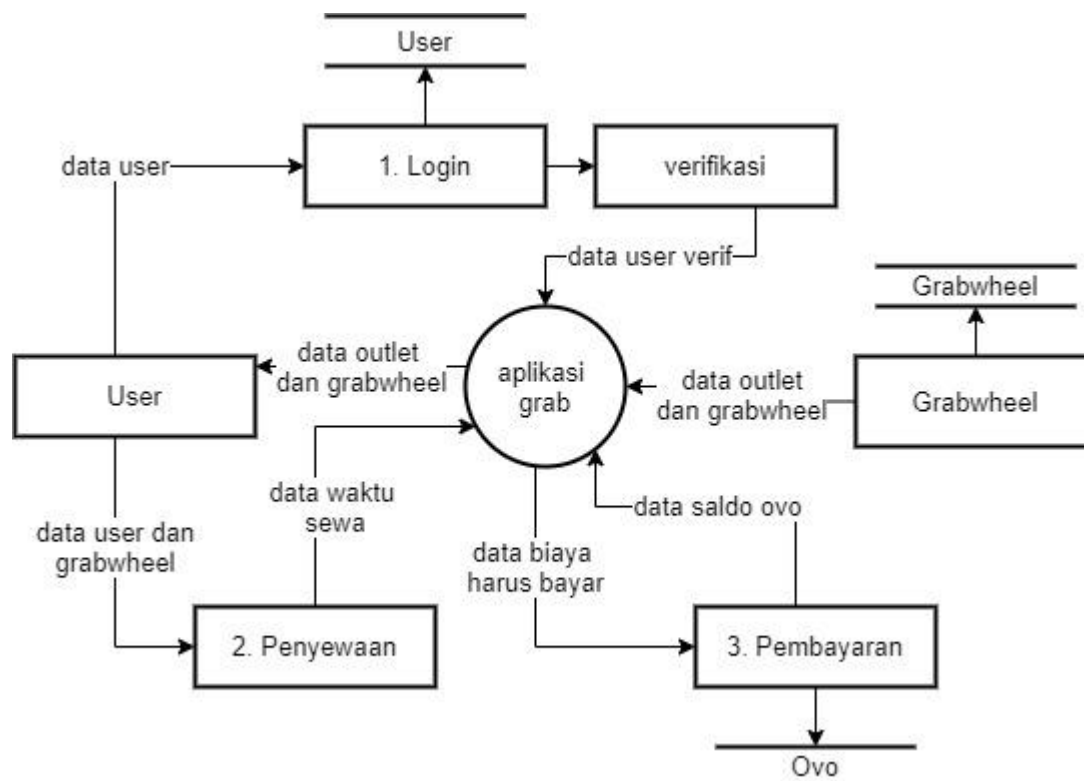 User
data user
1. Login
verifikasi
data user verif
Grabwheel
User
data outlet
dan grabwheel
aplikasi
grab
data outlet
dan grabwheel
Grabwheel
data user dan
grabwheel
data waktu
sewa
data saldo ovo
data biaya
harus bayar
2. Penyewaan
3. Pembayaran
Ovo